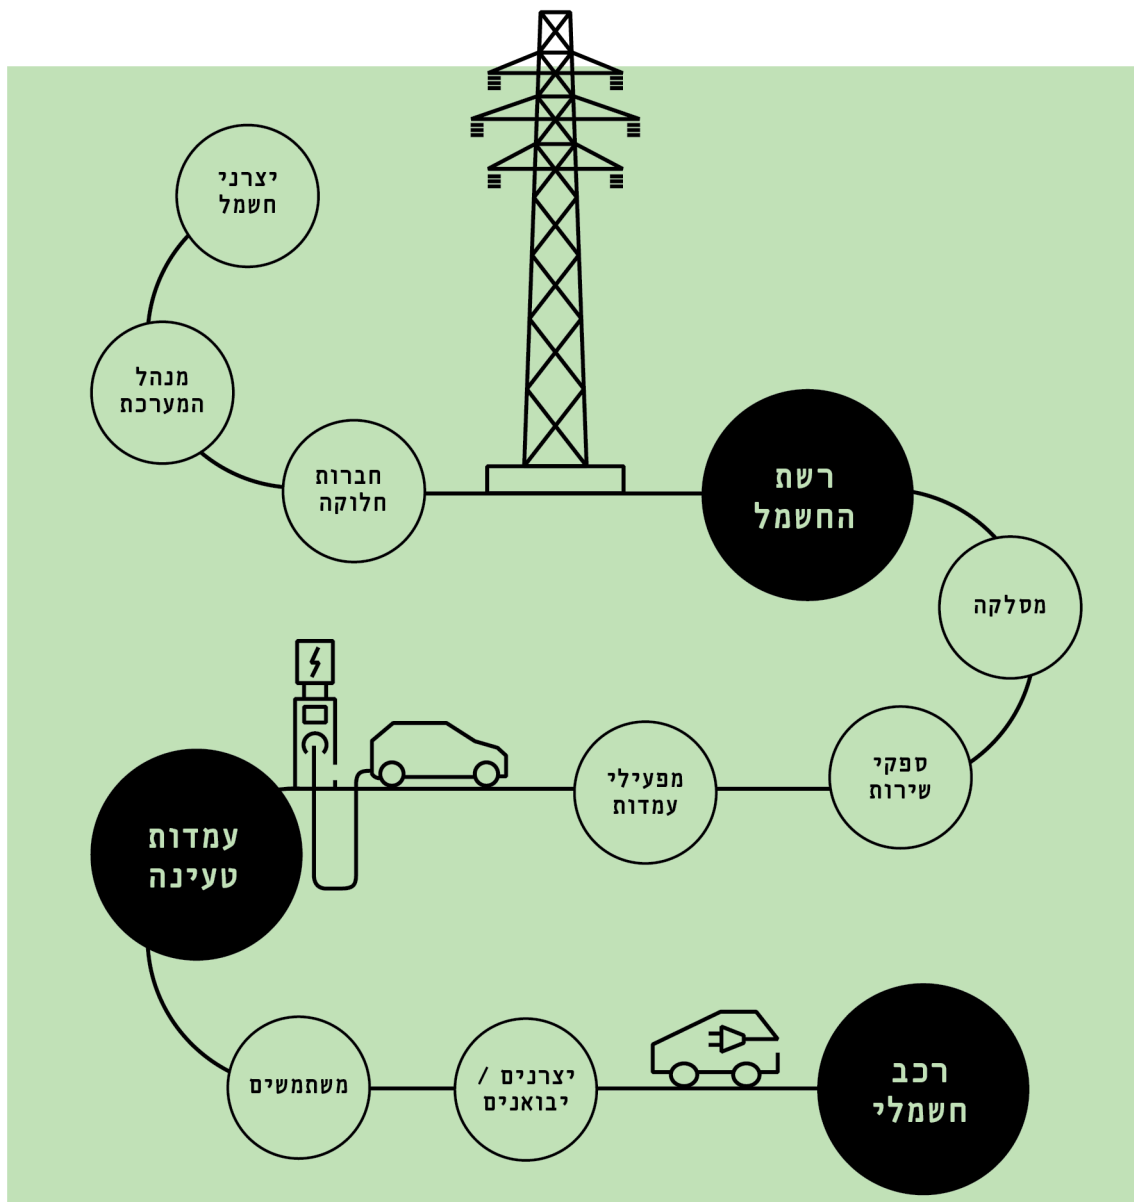 יצרני
חשמל
מנהל
המערכת
חברות
חלוקה
רשת
החשמל
מסלקה
ספקי
שירות
מפעילי
עמדות
עמדות
טעינה
משתמשים
יצרנים /
יבואנים
רכב
חשמלי